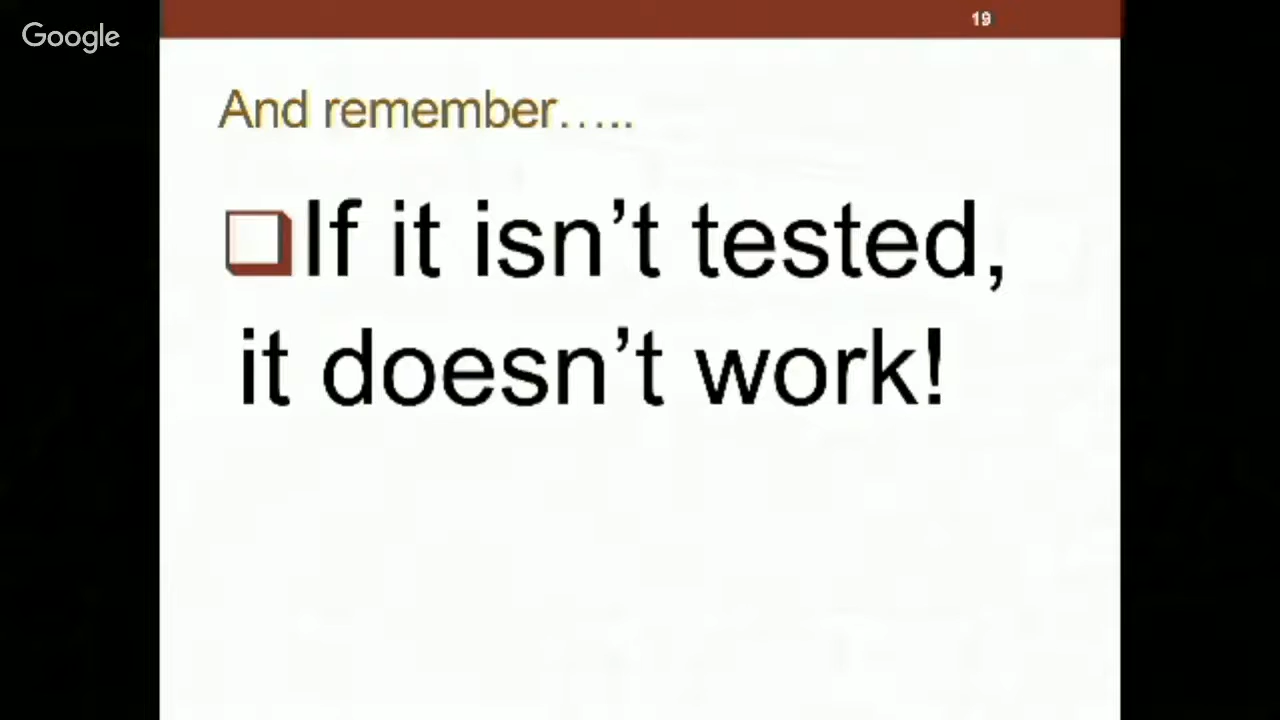 Google
19
And remember…..
If it isn’t tested,
it doesn’t work!